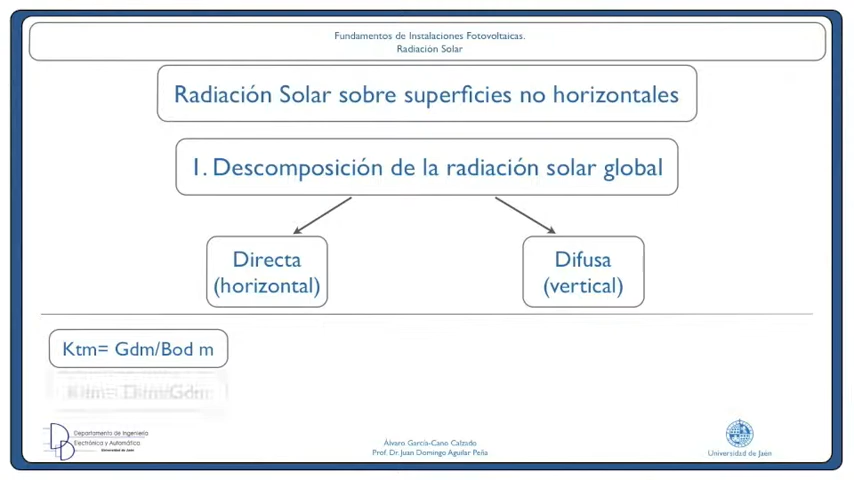 Fundamentos de Instalaciones Fotovoltaicas.
Radiación Solar
Radiación Solar sobre superficies no horizontales
1. Descomposición de la radiación solar global
Directa
(horizontal)
Difusa
(vertical)
Ktm= Gdm/Bod m
Departamento de Ingeniería
Electrónica y Automática
Universidad de Jaén
Álvaro García-Cano Calzado
Prof. Dr. Juan Domingo Aguilar Peña
Universidad de Jaén